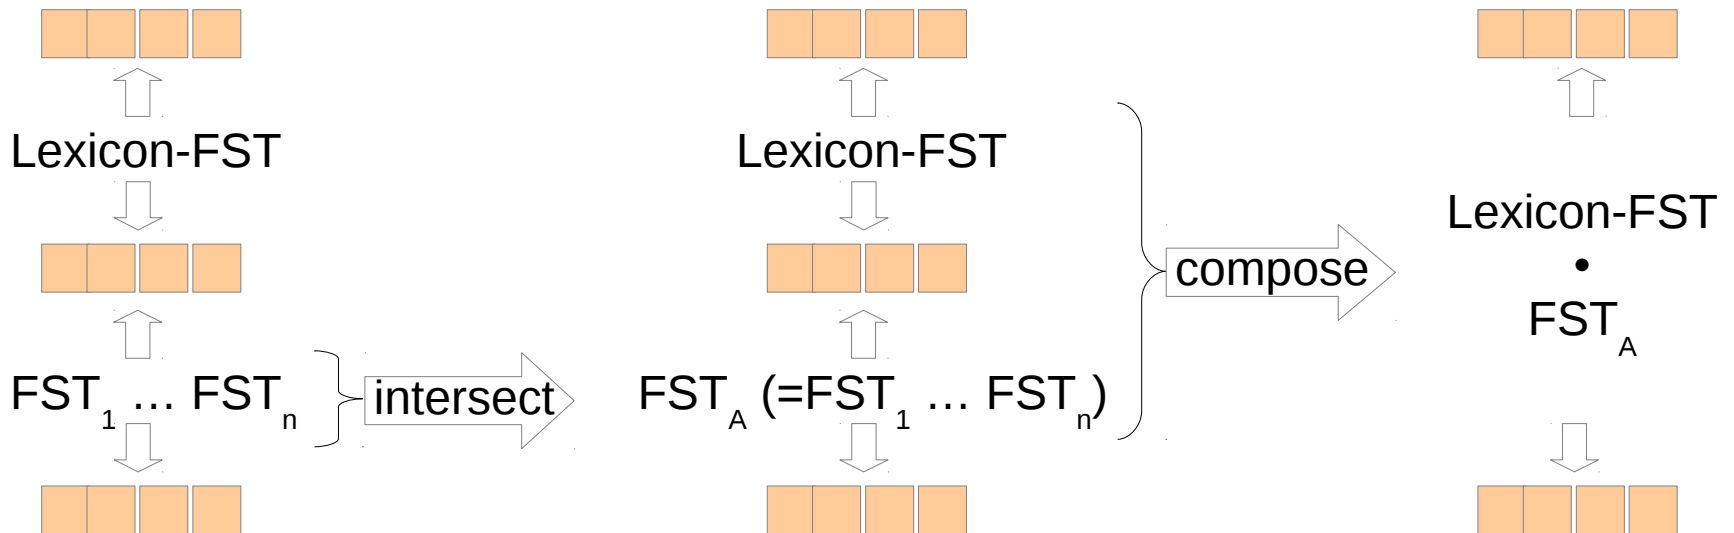 Lexicon-FST
FST1 ... FSTn
intersect
Lexicon-FST
FSTA (=FST1 ... FSTn)
compose
Lexicon-FST
•
FSTA